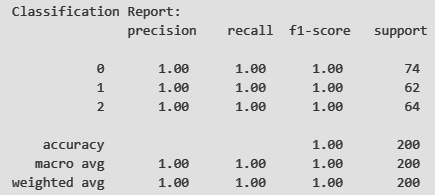 Classification Report:
precision recall f1-score support
0 1.00 1.00 1.00 74
1 1.00 1.00 1.00 62
2 1.00 1.00 1.00 64
accuracy 1.00 200
macro avg 1.00 1.00 1.00 200
weighted avg 1.00 1.00 1.00 200